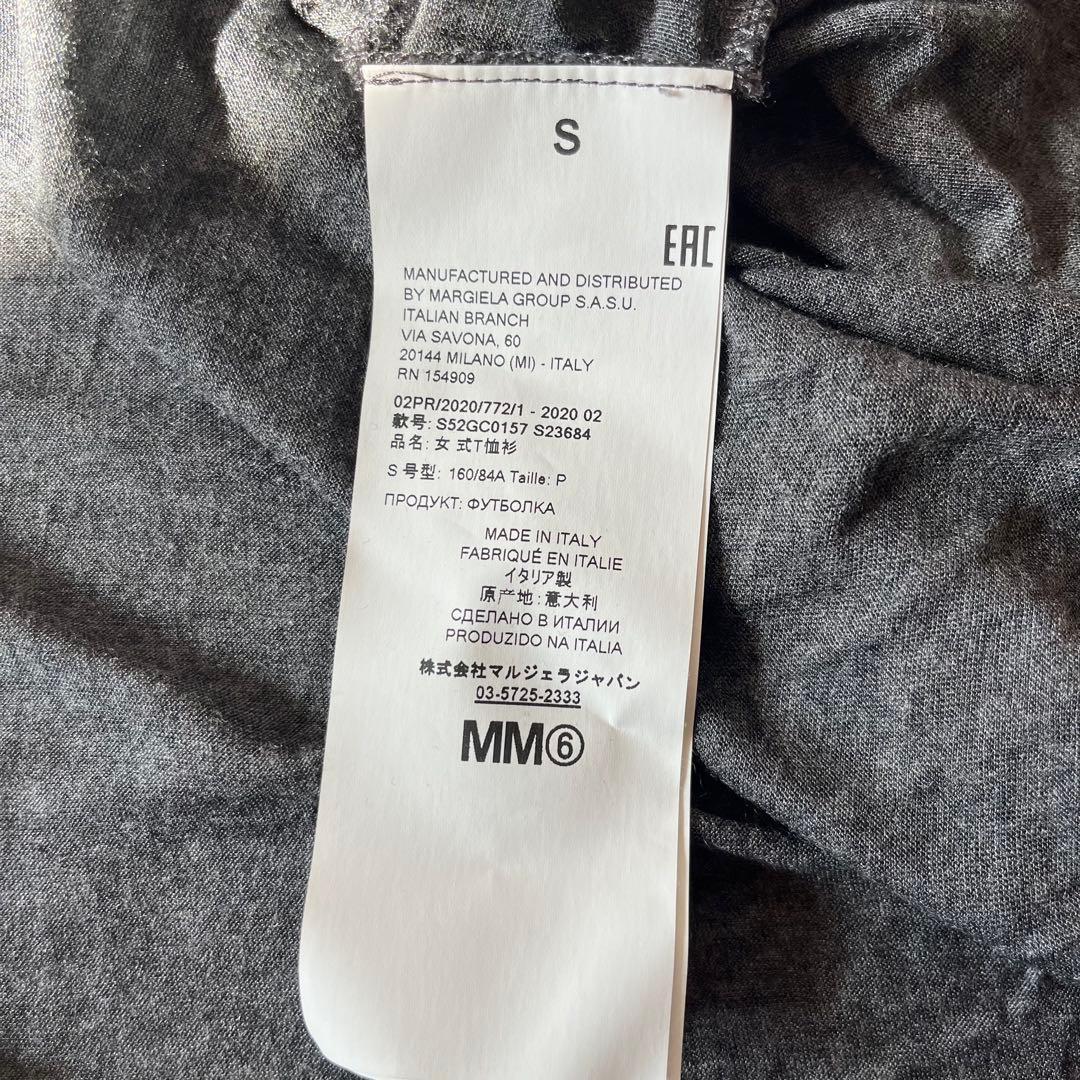 S
EAC
MANUFACTURED AND DISTRIBUTED
BY MARGIELA GROUP S.A.S.U.
ITALIAN BRANCH
VIA SAVONA, 60
20144 MILANO (MI) - ITALY
RN 154909
02PR/2020/772/1 - 2020 02
款号: S52GC0157 S23684
品名: 女 式T恤衫
S 号型: 160/84A Taille: P
ПРОДУКТ: ФУТБОЛКА
MADE IN ITALY
FABRIQUÉ EN ITALIE
イタリア製
原产地:意大利
СДЕЛАНО В ИТАЛИИ
PRODUZIDO NA ITALIA
株式会社マルジェラジャパン
03-5725-2333
MM⑥